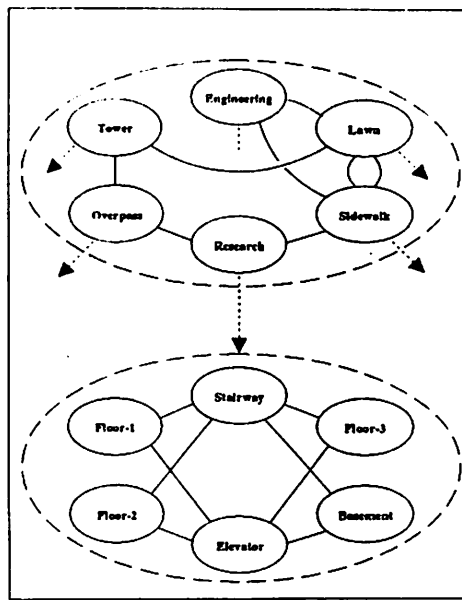 Engineering
Tower
Lawn
Overpass
Sidewalk
Research
Stairway
Floor-1
Floor-3
Floor-2
Basement
Elevator